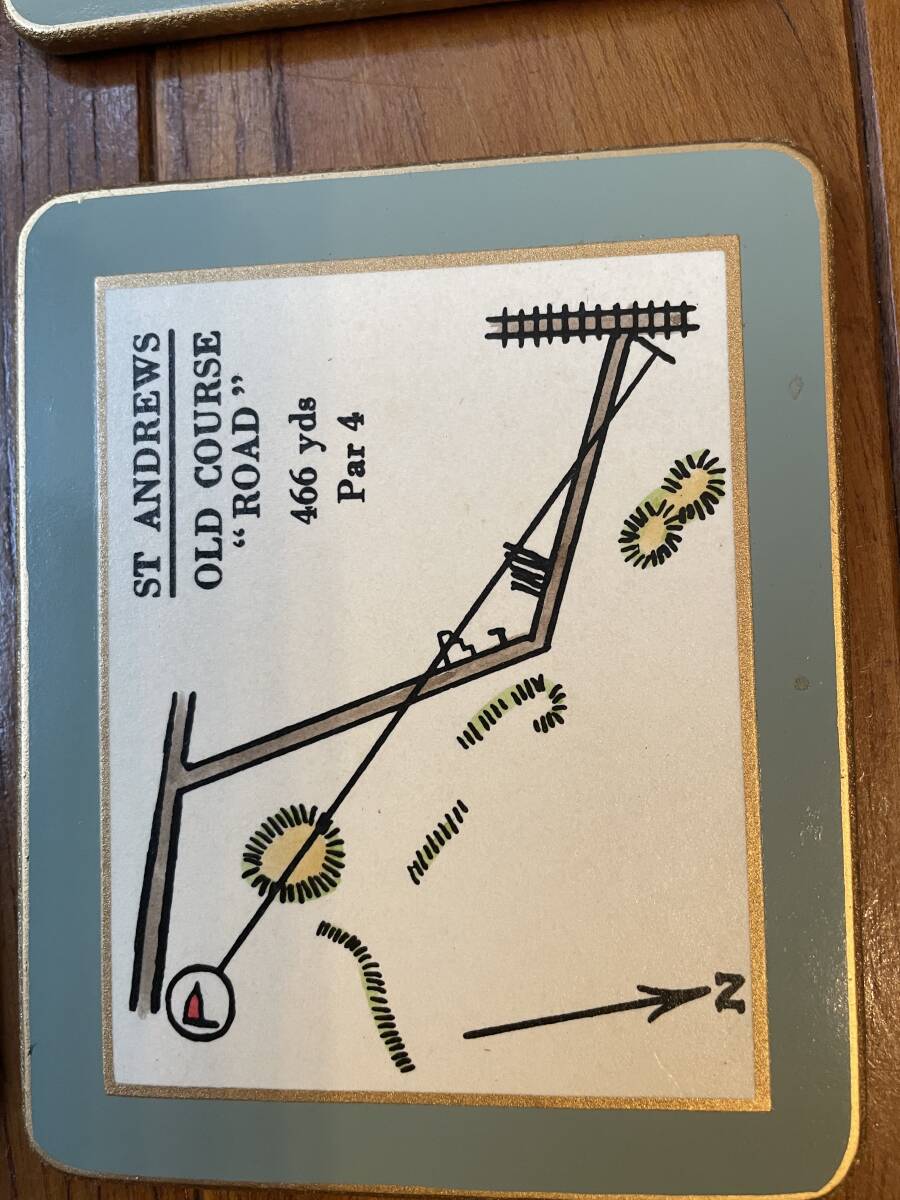 ST ANDREWS
OLD COURSE
“ROAD”
466 yds
Par 4
N